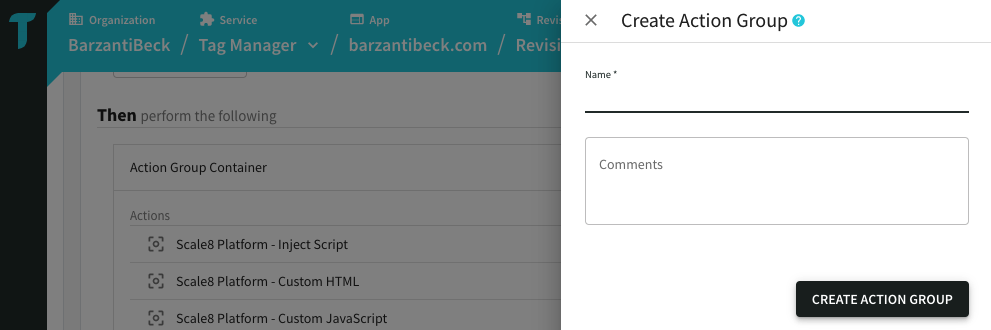 Organization
Service
App
Revis
BarzantiBeck / Tag Manager / barzantibeck.com / Revisi
Then perform the following
Action Group Container
Actions
Scale8 Platform - Inject Script
Scale8 Platform - Custom HTML
Scale8 Platform - Custom JavaScript
Create Action Group ?
Name *
Comments
CREATE ACTION GROUP